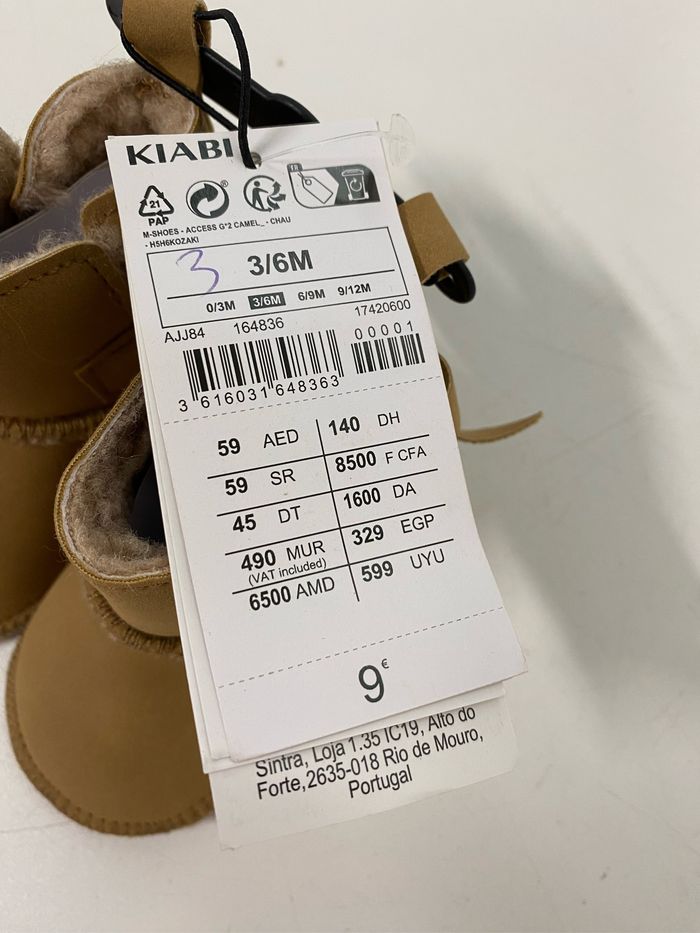 KIABI
1R
21
PAP
M-SHOES - ACCESS G*2 CAMEL_ - CHAU
- H5H6KOZAKI
3 3/6M
0/3M 3/6M 6/9M 9/12M
AJJ84 164836 17420600
00001
3 616031 648363
59 AED 140 DH
59 SR 8500 F CFA
45 DT 1600 DA
490 MUR 329 EGP
(VAT included)
6500 AMD 599 UYU
9€
Sintra, Loja 1.35 IC19, Alto do
Forte,2635-018 Rio de Mouro,
Portugal